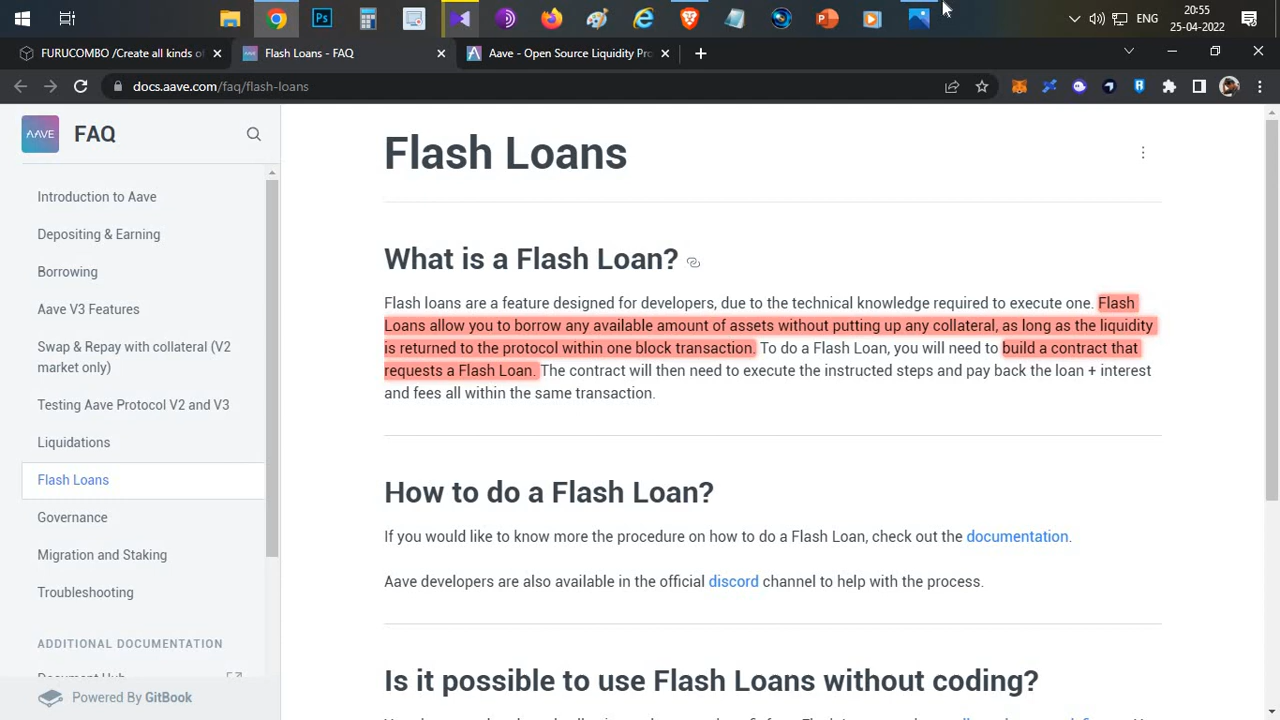 20:55
ENG
25-04-2022
FURUCOMBO /Create all kinds o
Flash Loans - FAQ
Aave - Open Source Liquidity Pro
docs.aave.com/faq/flash-loans
AAVE
FAQ
Introduction to Aave
Depositing & Earning
Borrowing
Aave V3 Features
Swap & Repay with collateral (V2
market only)
Testing Aave Protocol V2 and V3
Liquidations
Flash Loans
Governance
Migration and Staking
Troubleshooting
ADDITIONAL DOCUMENTATION
Powered By GitBook
Flash Loans
What is a Flash Loan?
Flash loans are a feature designed for developers, due to the technical knowledge required to execute one. Flash
Loans allow you to borrow any available amount of assets without putting up any collateral, as long as the liquidity
is returned to the protocol within one block transaction. To do a Flash Loan, you will need to build a contract that
requests a Flash Loan. The contract will then need to execute the instructed steps and pay back the loan + interest
and fees all within the same transaction.
How to do a Flash Loan?
If you would like to know more the procedure on how to do a Flash Loan, check out the documentation.
Aave developers are also available in the official discord channel to help with the process.
Is it possible to use Flash Loans without coding?